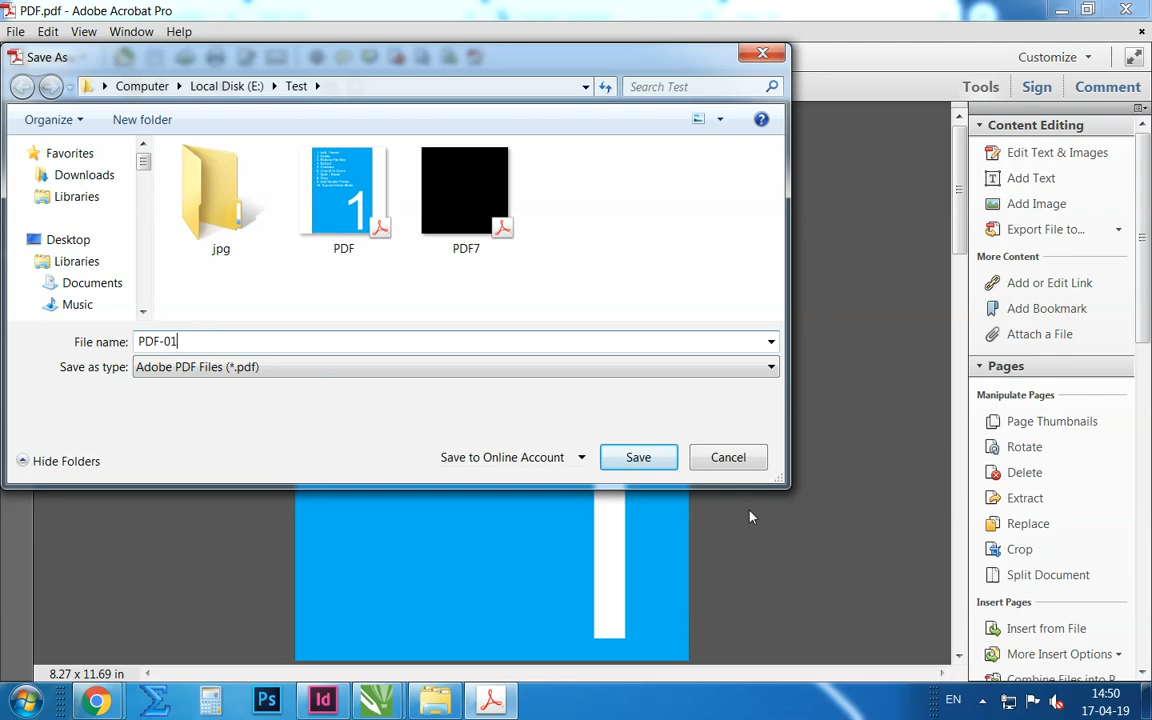 PDF.pdf - Adobe Acrobat Pro
File Edit View Window Help
Save As
Customize
Computer Local Disk (E:) Test
Search Test
Tools Sign Comment
Organize New folder
Content Editing
Favorites
Downloads
Libraries
Desktop
Libraries
Documents
Music
1
jpg
PDF
PDF7
Edit Text & Images
Add Text
Add Image
Export File to...
More Content
Add or Edit Link
Add Bookmark
Attach a File
File name: PDF-01
Save as type: Adobe PDF Files (*.pdf)
Pages
Manipulate Pages
Page Thumbnails
Rotate
Delete
Extract
Replace
Crop
Split Document
Insert Pages
Insert from File
More Insert Options
Hide Folders
Save to Online Account
Save
Cancel
8.27 x 11.69 in
Ps
Id
EN
14:50
17-04-19